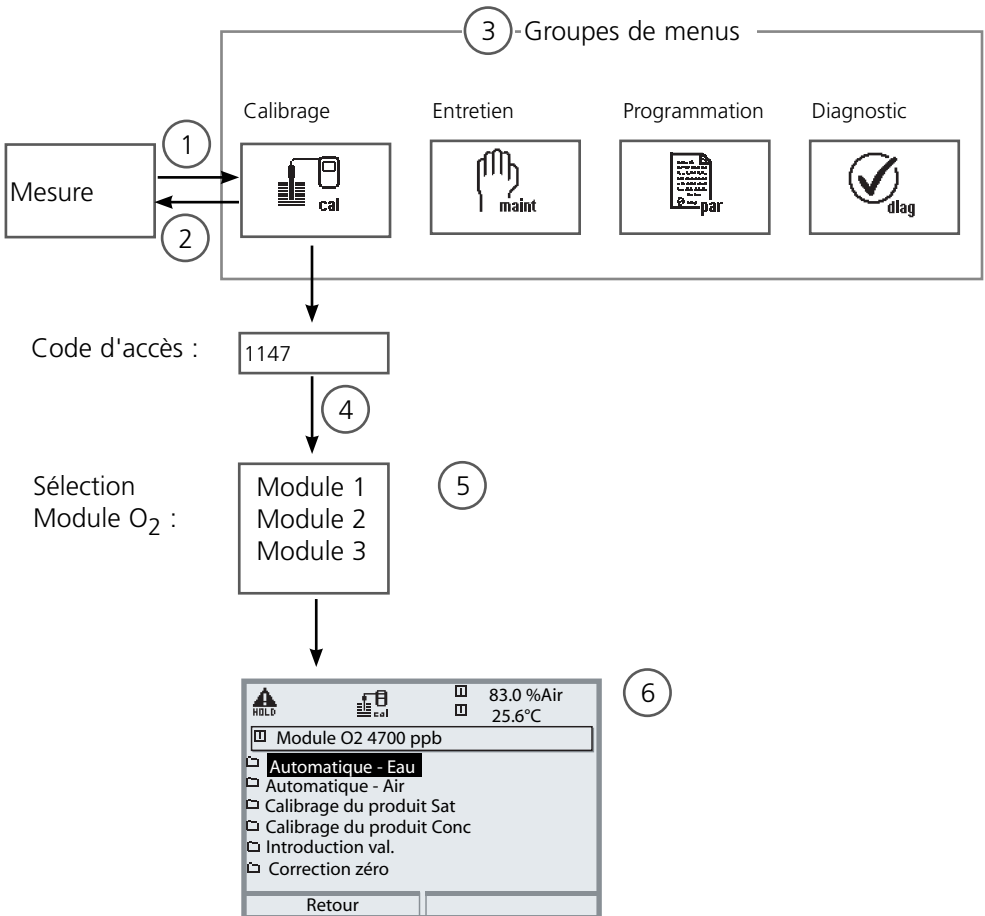 3 Groupes de menus
Calibrage Entretien Programmation Diagnostic
1
Mesure
cal maint par diag
2
Code d'accès : 1147
4
Sélection
Module O2 :
Module 1
Module 2
Module 3
5
6
HOLD cal 83.0 %Air
25.6°C
Module O2 4700 ppb
Automatique - Eau
Automatique - Air
Calibrage du produit Sat
Calibrage du produit Conc
Introduction val.
Correction zéro
Retour